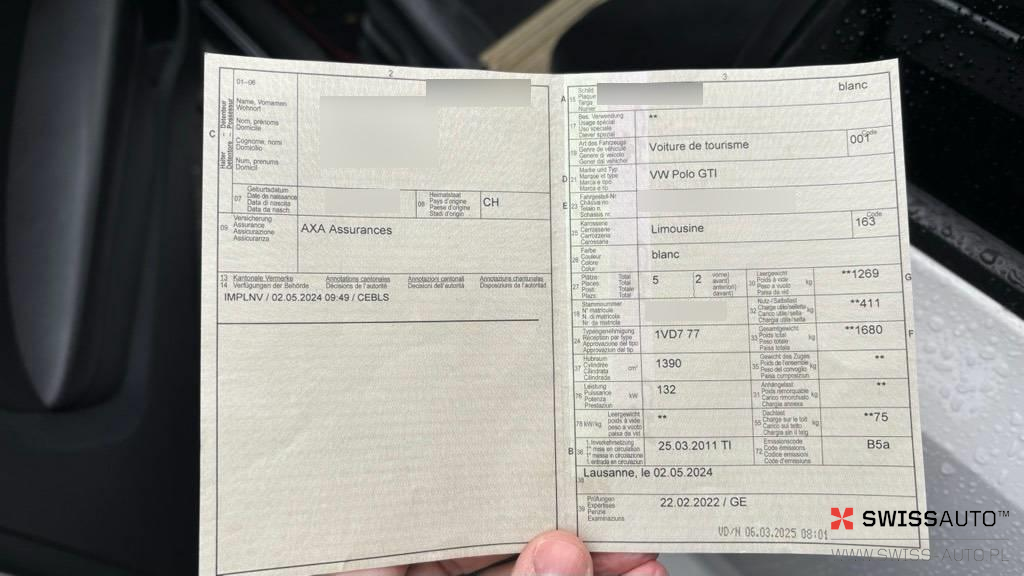 2
01–06
C
Halter Détenteur
Detentore Possessur
Name, Vornamen
Wohnort
Nom, prénoms
Domicile
Cognome, nomi
Domicilio
Num, prenums
Domicil
07
Geburtsdatum
Date de naissance
Data di nascita
Data da nasch.
08
Heimatstaat
Pays d'origine
Paese d'origine
Stadi d'origin
CH
09
Versicherung
Assurance
Assicurazione
Assicuranza
AXA Assurances
13
14
Kantonale Vermerke
Verfügungen der Behörde
Annotations cantonales
Décisions de l'autorité
Annotazioni cantonali
Decisioni dell'autorità
Annotaziuns chantunalas
Disposiziuns da l'autoritad
IMPLNV / 02.05.2024 09:49 / CEBLS
3
A
15
Schild
Plaque
Targa
Numer
blanc
17
Bes. Verwendung
Usage spécial
Uso speciale
Diever spezial
**
19
Art des Fahrzeugs
Genre de véhicule
Genere di veicolo
Gener dal vehichel
Voiture de tourisme
Code
001
D
21
Marke und Typ
Marque et type
Marca e tipo
Marca e tip
VW Polo GTI
E
23
Fahrgestell-Nr
Châssis no
Telaio n.
Schassis nr.
25
Karosserie
Carrosserie
Carrozzeria
Carossaria
Limousine
Code
163
26
Farbe
Couleur
Colore
Colur
blanc
27
Plätze Total
Places Total
Posti Totale
Plazs Total
5
2
vorne)
avant)
anteriori)
davant)
30
Leergewicht
Poids à vide
Peso a vuoto
Paisa da vid
kg
**1269
G
18
Stammnummer
N° matricule
N. di matricola
Nr. da matricla
32
Nutz-/Sattellast
Charge utile/sellette
Carico utile/sella
Chargia utila/sella
kg
**411
24
Typengenehmigung
Réception par type
Approvazione del tipo
Approvaziun dal tip
1VD7 77
33
Gesamtgewicht
Poids total
Peso totale
Paisa totala
kg
**1680
F
37
Hubraum
Cylindrée
Cilindrata
Cilindrada
cm³
1390
35
Gewicht des Zuges
Poids de l'ensemble
Peso del convoglio
Paisa cumposiziun
kg
**
76
Leistung
Puissance
Potenza
Prestaziun
kW
132
31
Anhängelast
Poids remorquable
Carico rimorchiato
Chargia annexa
kg
**
78 kW/kg
Leergewicht
poids à vide
peso a vuoto
paisa da vid
**
55
Dachlast
Charge sur le toit
Carico sul tetto
Chargia sin il tetg
kg
**75
B
36
1. Inverkehrsetzung
1re mise en circulation
1a messa in circolazione
1. entrada en circulaziun
25.03.2011 TI
72
Emissionscode
Code émissions
Codice emissioni
Code d'emissiuns
B5a
38
Lausanne, le 02.05.2024
39
Prüfungen
Expertises
Perizie
Examinaziuns
22.02.2022 / GE
VD/N 06.03.2025 08:01
SWISSAUTO™
WWW.SWISS-AUTO.PL